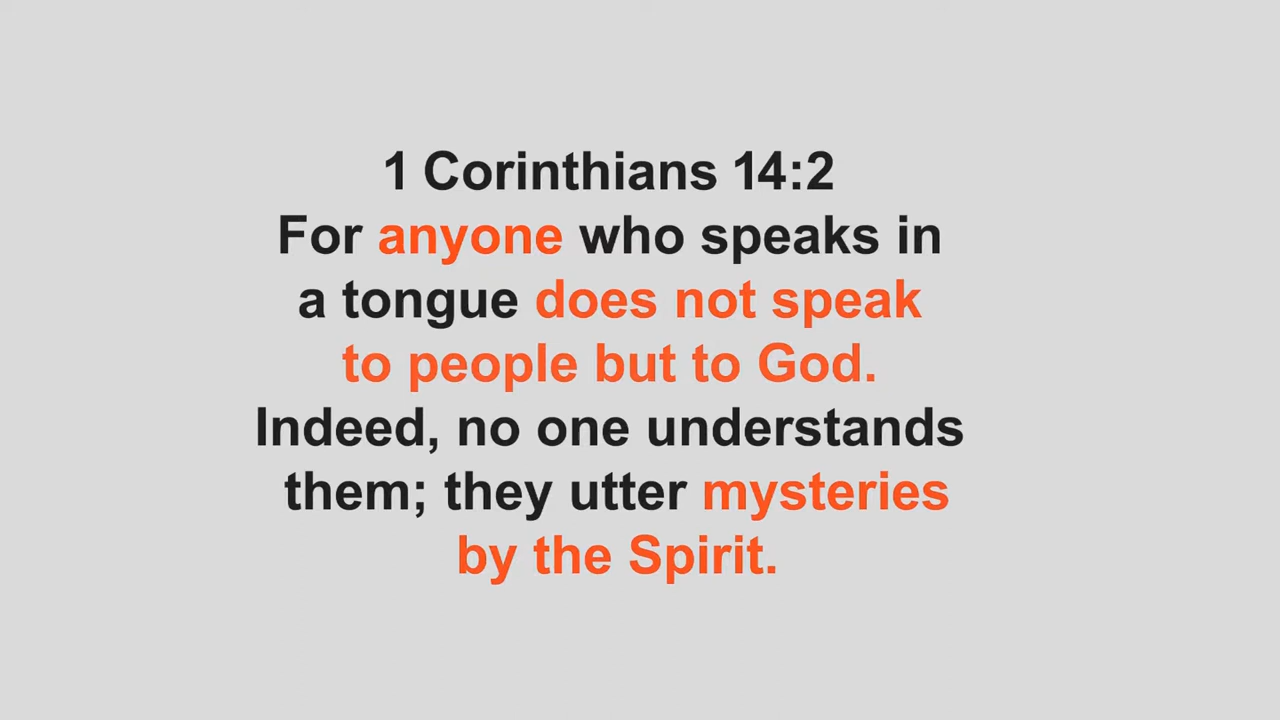 1 Corinthians 14:2
For anyone who speaks in
a tongue does not speak
to people but to God.
Indeed, no one understands
them; they utter mysteries
by the Spirit.